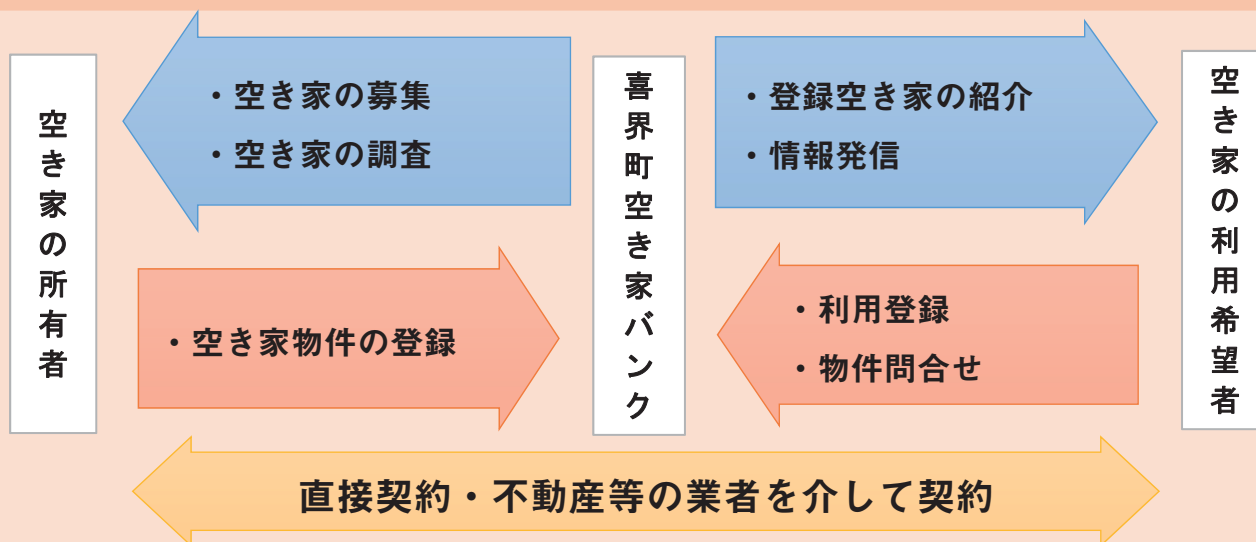 空き家の所有者
・空き家の募集
・空き家の調査
・空き家物件の登録
喜界町空き家バンク
・登録空き家の紹介
・情報発信
・利用登録
・物件問合せ
空き家の利用希望者
直接契約・不動産等の業者を介して契約